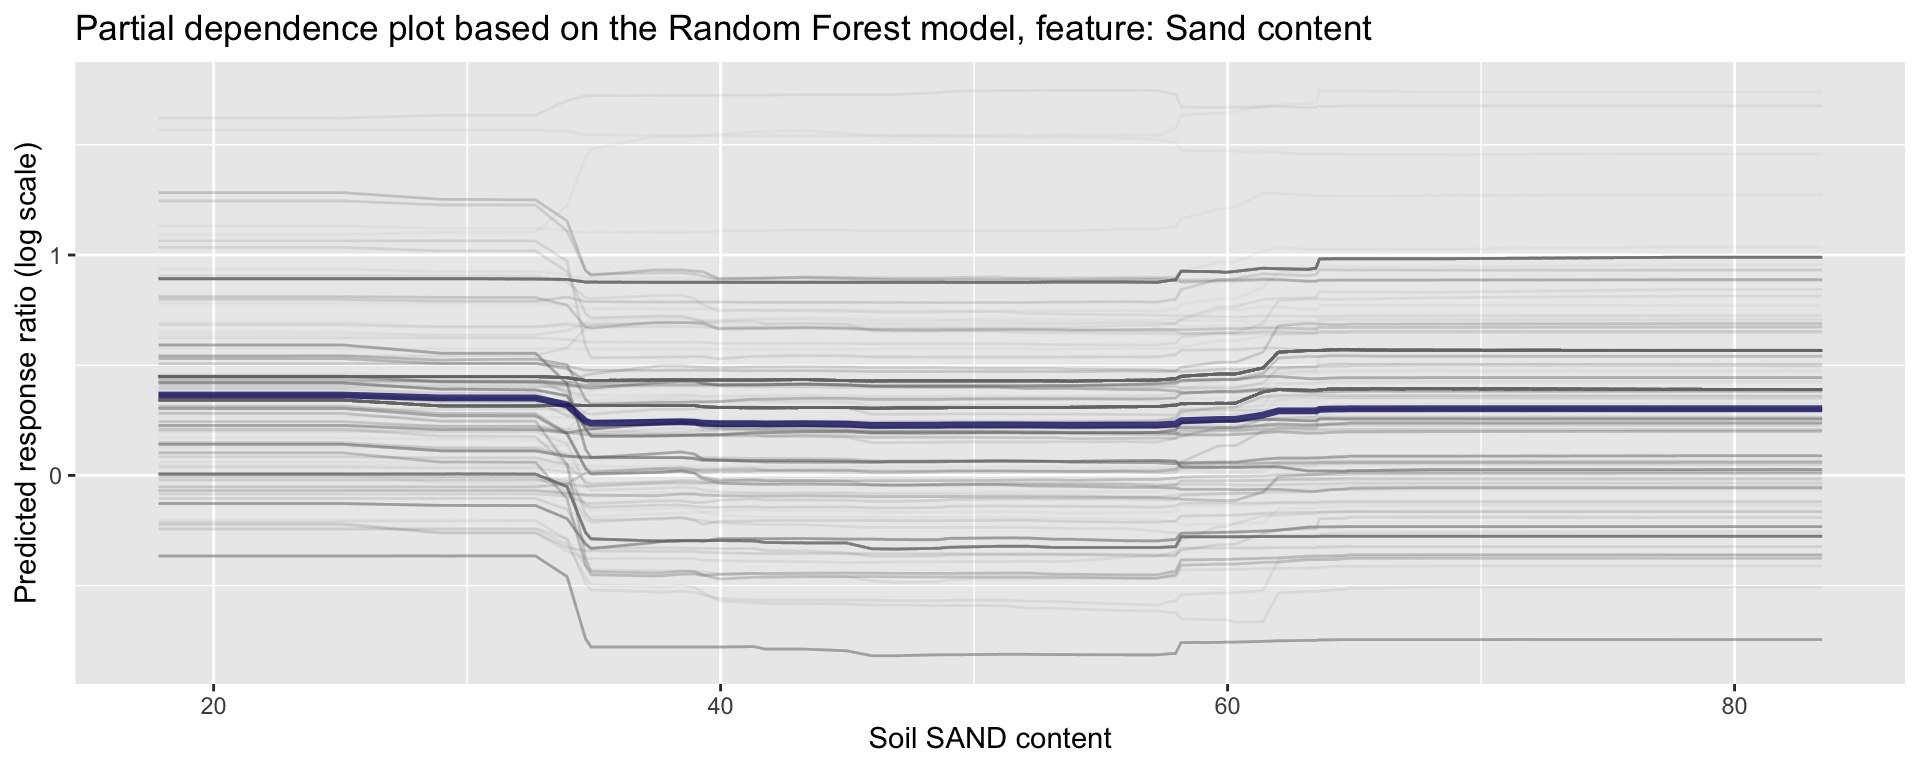 Partial dependence plot based on the Random Forest model, feature: Sand content
Predicted response ratio (log scale)
1
0
20 40 60 80
Soil SAND content